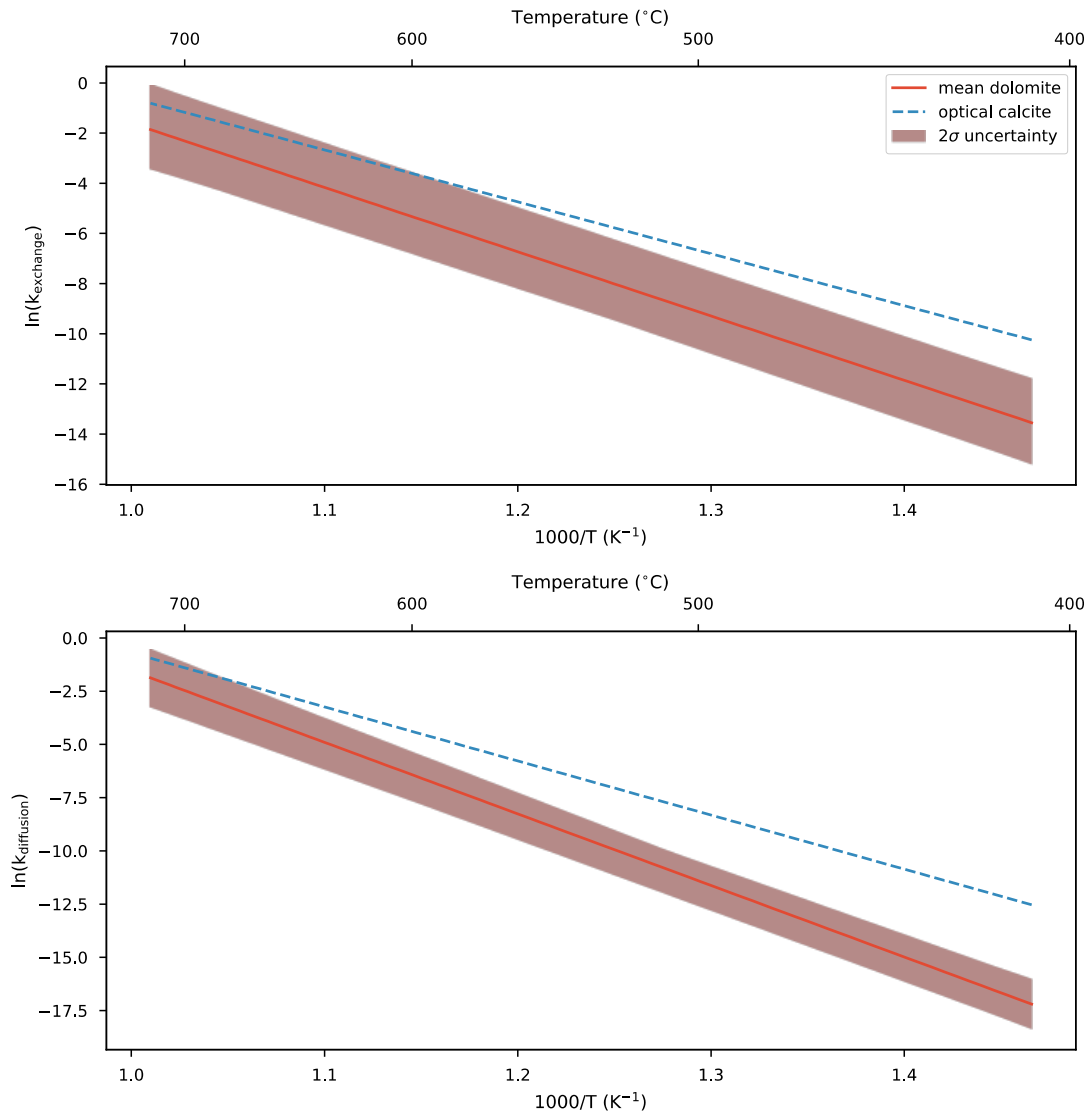 Temperature (°C)
700 600 500 400
0
−2
−4
−6
−8
−10
−12
−14
−16
ln(k_exchange)
mean dolomite
optical calcite
2σ uncertainty
1.0 1.1 1.2 1.3 1.4
1000/T (K⁻¹)
Temperature (°C)
700 600 500 400
0.0
−2.5
−5.0
−7.5
−10.0
−12.5
−15.0
−17.5
ln(k_diffusion)
1.0 1.1 1.2 1.3 1.4
1000/T (K⁻¹)